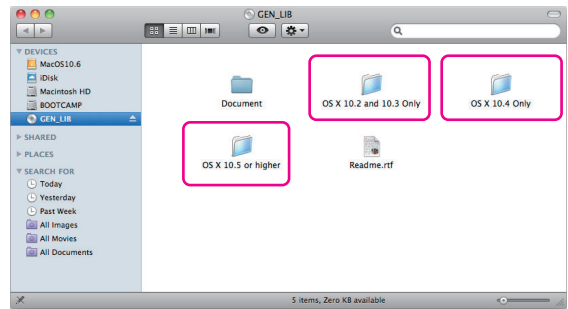 GEN_LIB
DEVICES
MacOS10.6
iDisk
Macintosh HD
BOOTCAMP
GEN_LIB
SHARED
PLACES
SEARCH FOR
Today
Yesterday
Past Week
All Images
All Movies
All Documents
Document
OS X 10.2 and 10.3 Only
OS X 10.4 Only
OS X 10.5 or higher
Readme.rtf
5 items, Zero KB available